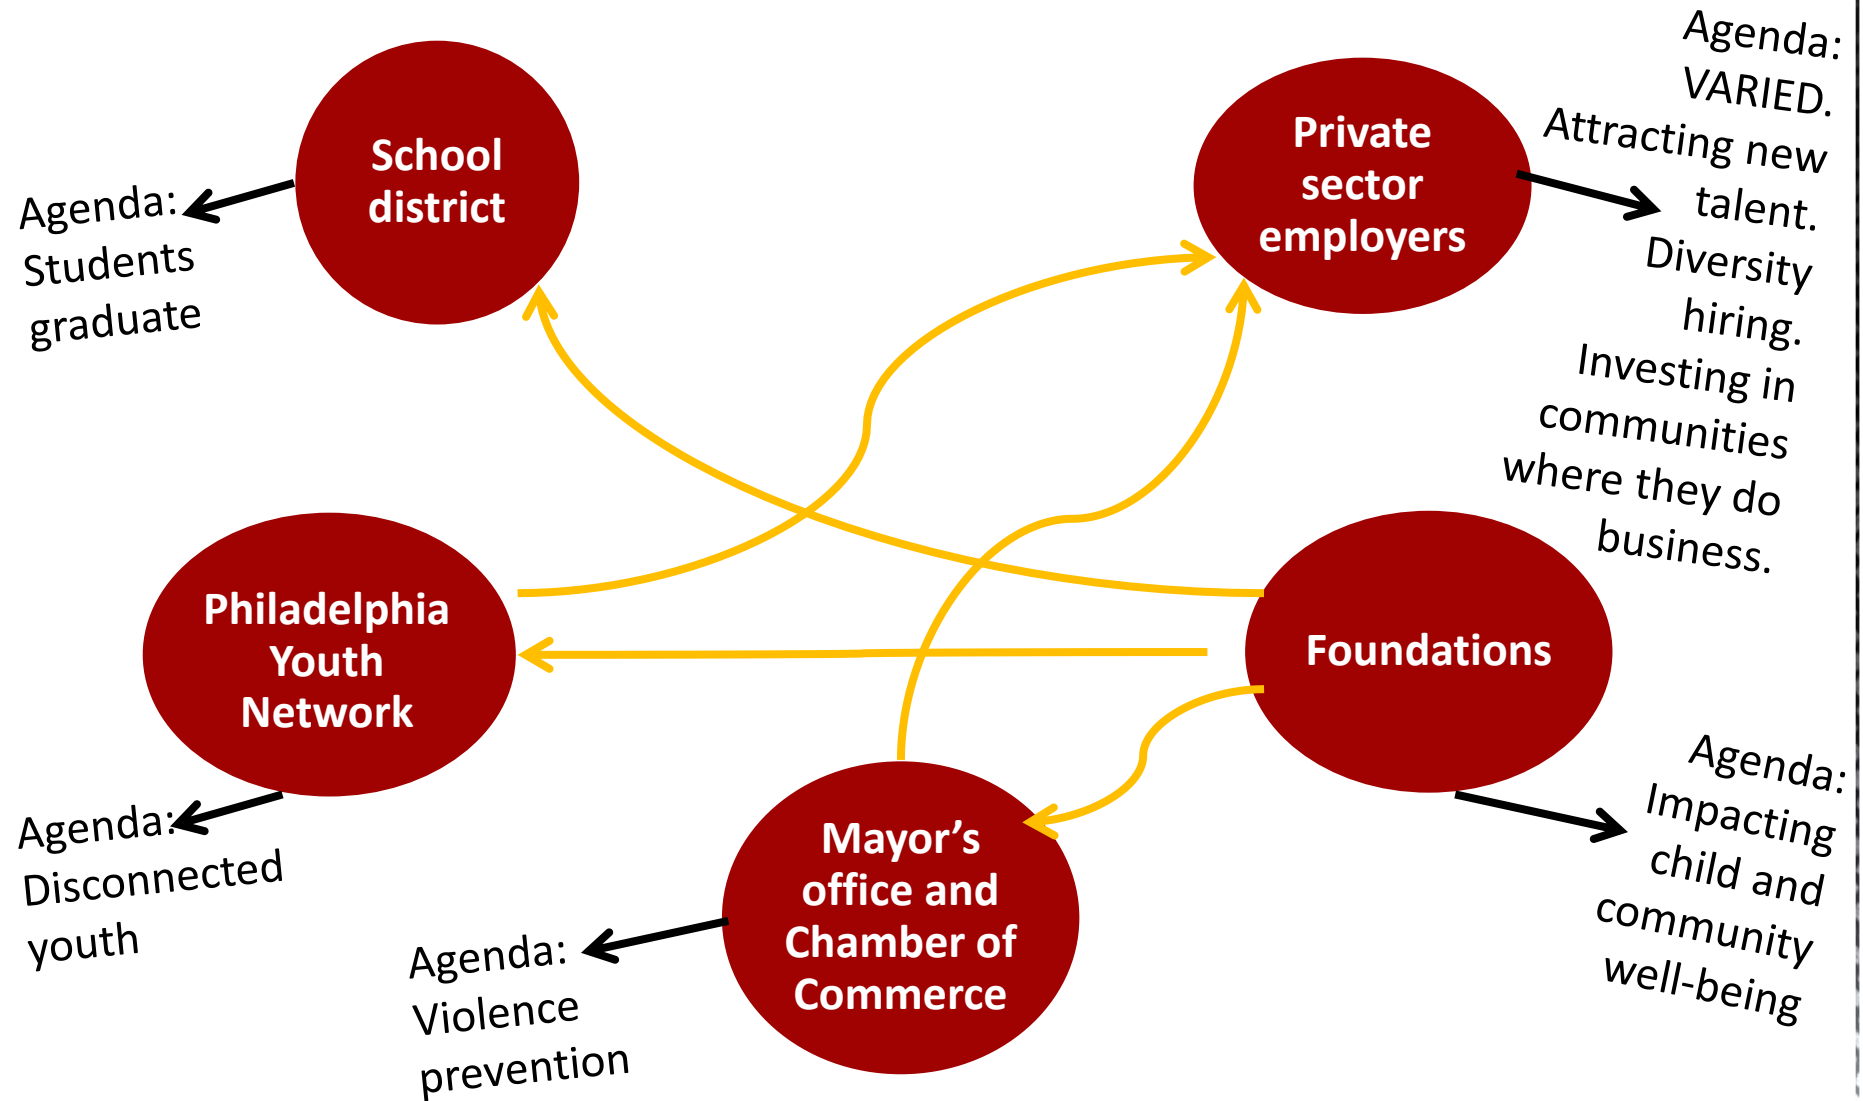 School
district
Agenda:
Students
graduate
Private
sector
employers
Agenda:
VARIED.
Attracting new
talent.
Diversity
hiring.
Investing in
communities
where they do
business.
Philadelphia
Youth
Network
Agenda:
Disconnected
youth
Foundations
Agenda:
Impacting
child and
community
well-being
Mayor’s
office and
Chamber of
Commerce
Agenda:
Violence
prevention